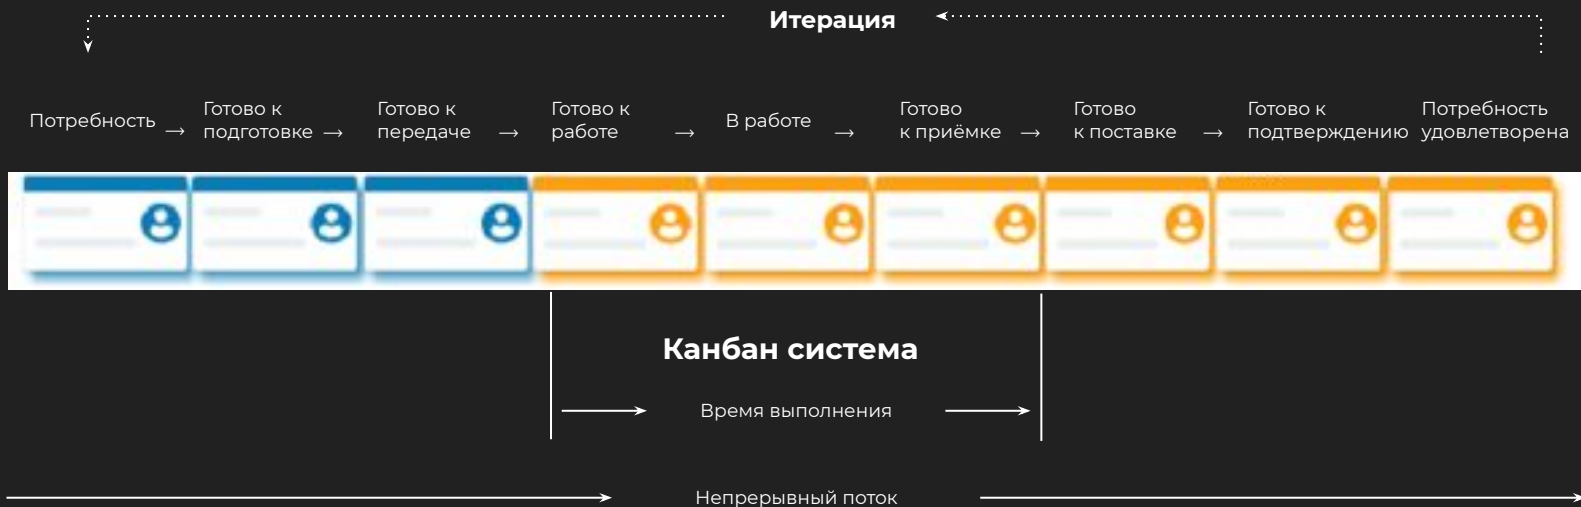 Итерация
Потребность →
Готово к
подготовке →
Готово к
передаче →
Готово к
работе →
В работе →
Готово
к приёмке →
Готово
к поставке →
Готово к
подтверждению
Потребность
удовлетворена
Канбан система
Время выполнения
Непрерывный поток